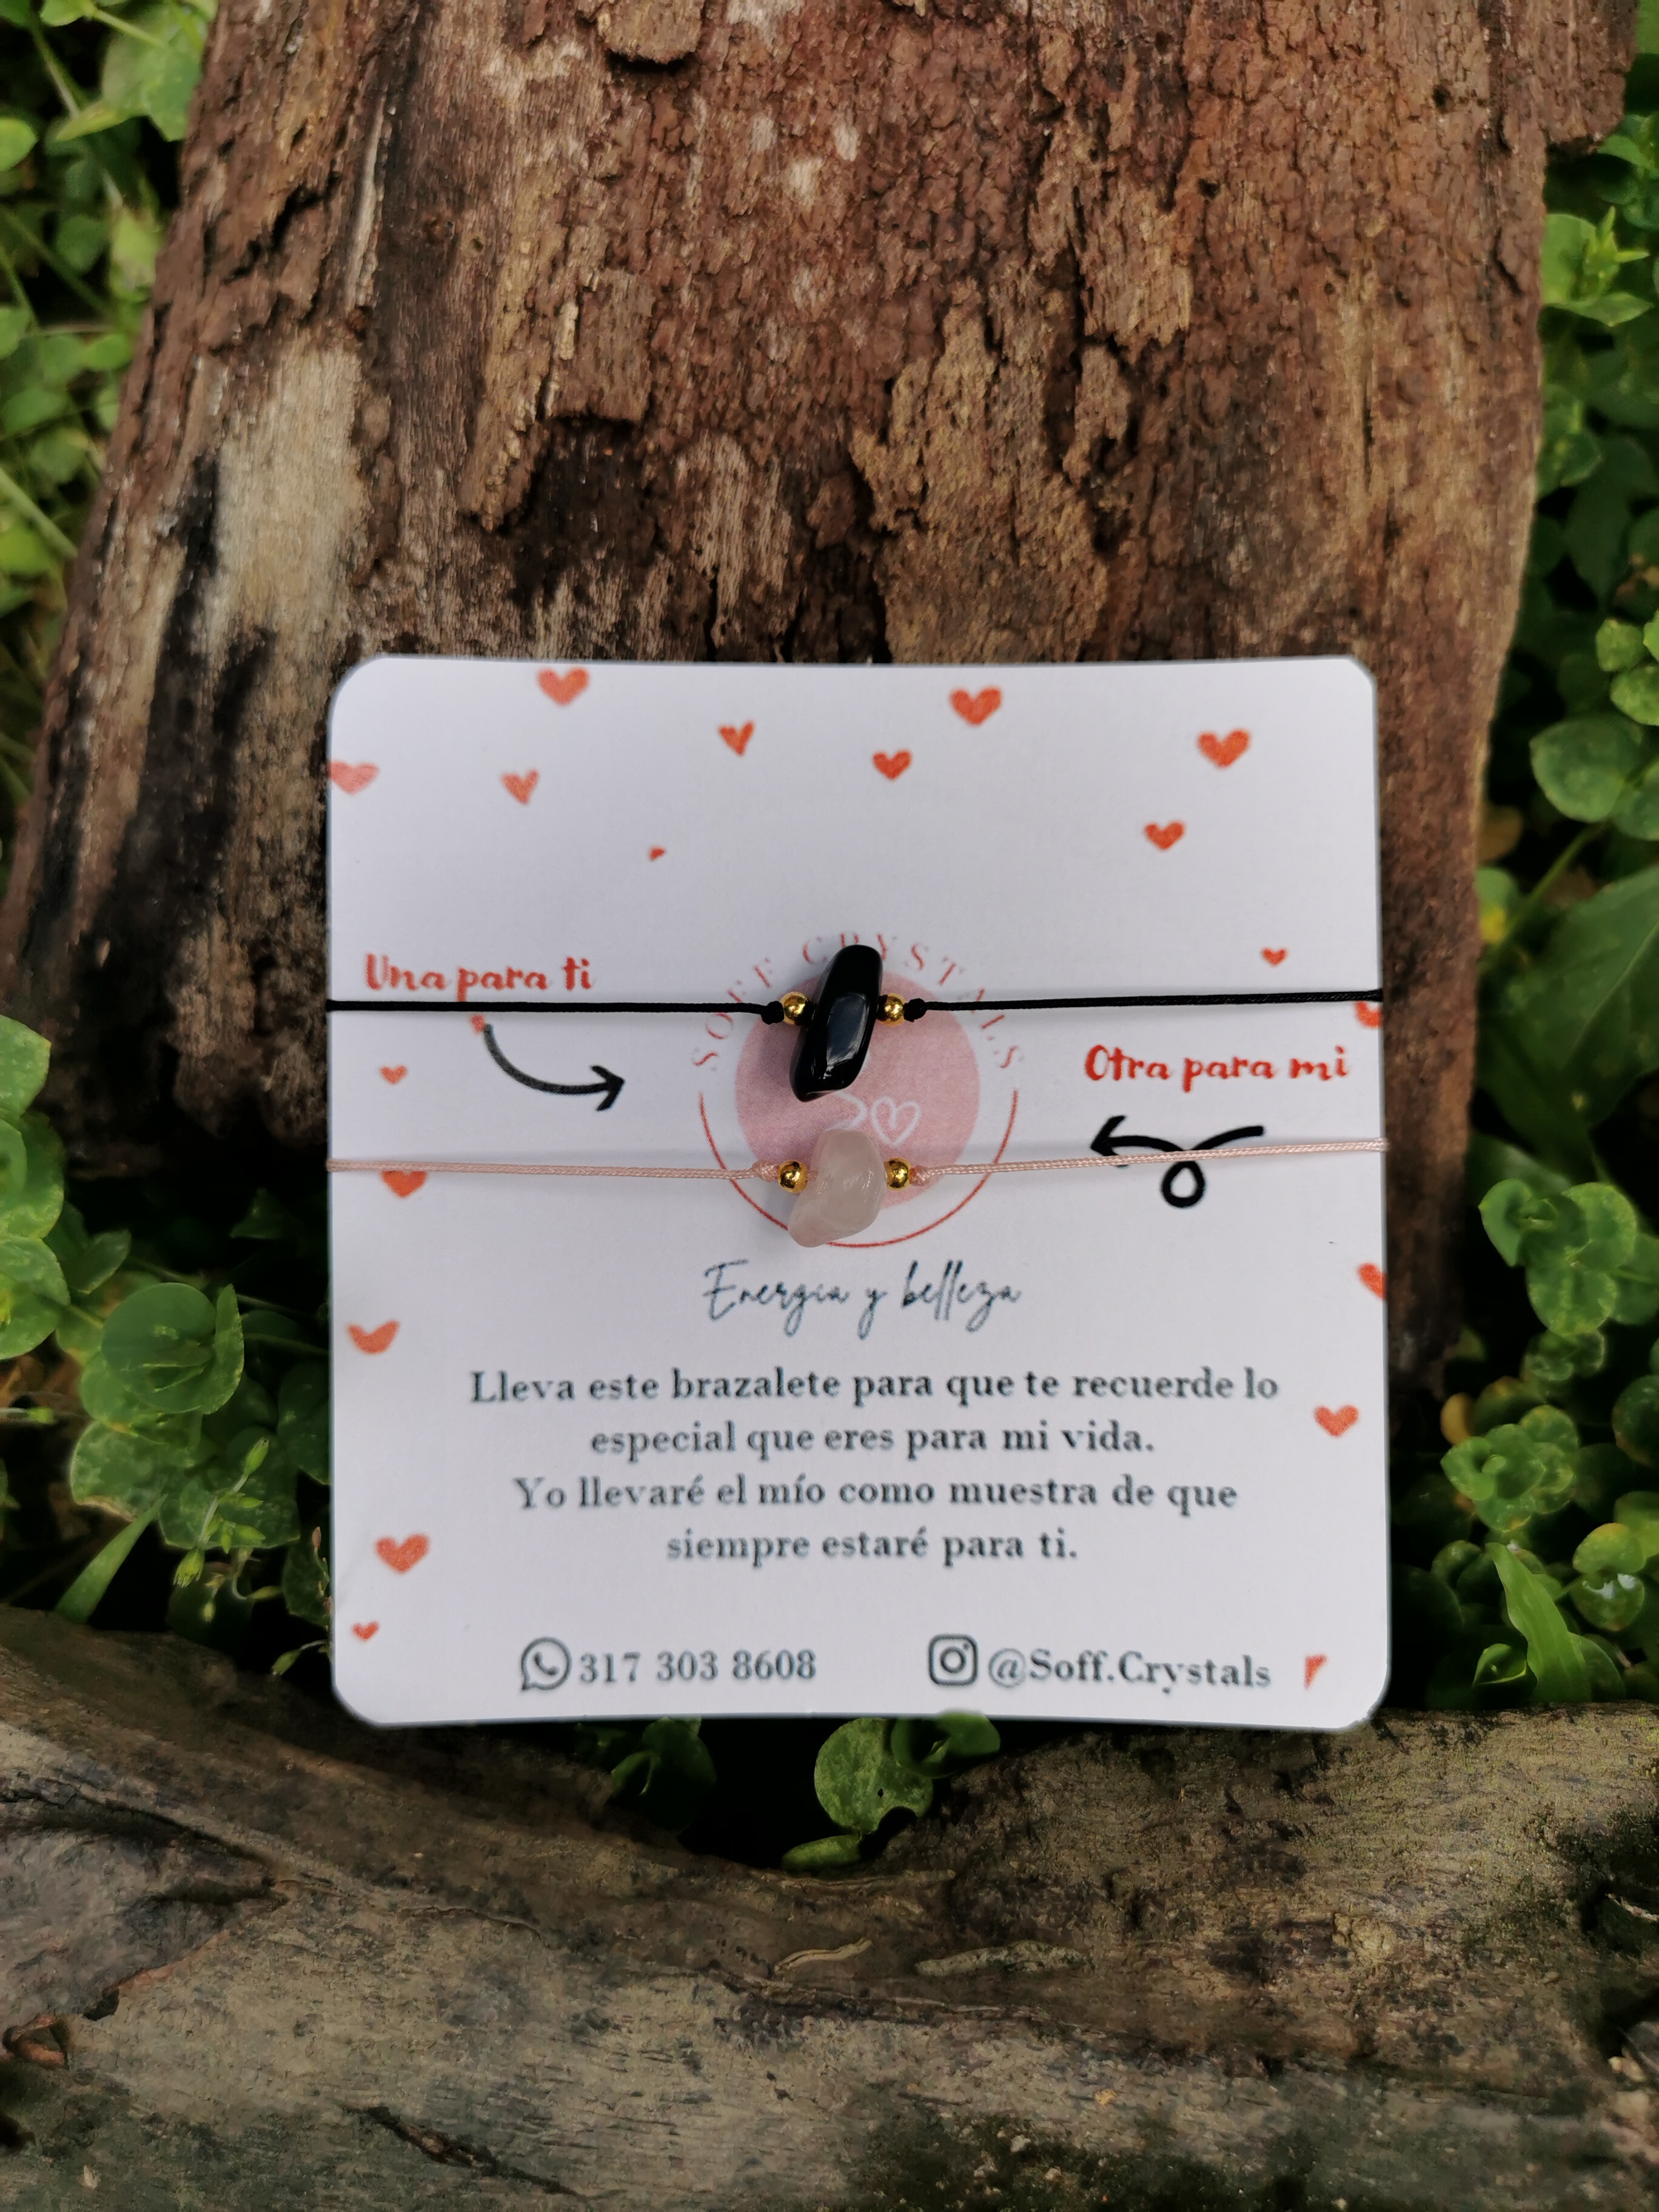 SOFF CRYSTALS
Una para ti
Otra para mi
Energía y belleza
Lleva este brazalete para que te recuerde lo
especial que eres para mi vida.
Yo llevaré el mío como muestra de que
siempre estaré para ti.
317 303 8608
@Soff.Crystals